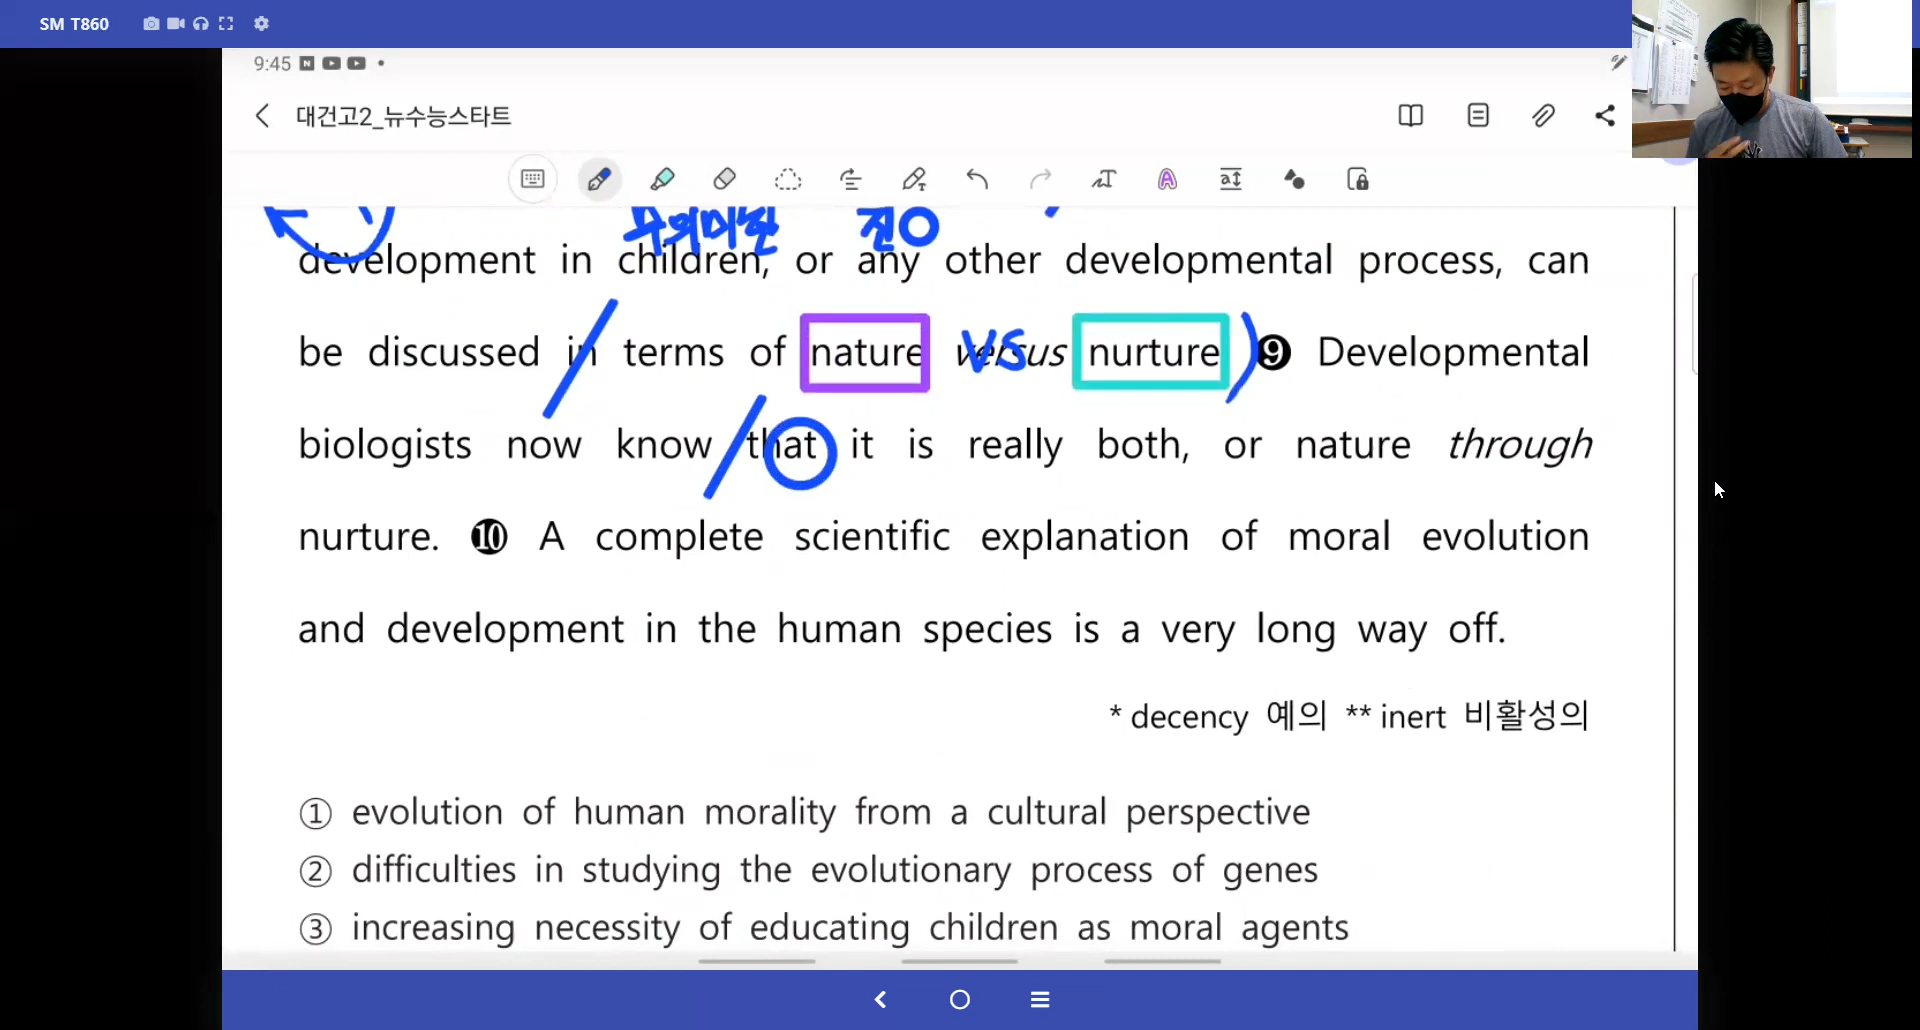 SM T860
9:45
대건고2_뉴수능스타트
무의미한 진O
development in children, or any other developmental process, can
be discussed in terms of nature versus nurture ❾ Developmental
VS
biologists now know that it is really both, or nature through
nurture. ❿ A complete scientific explanation of moral evolution
and development in the human species is a very long way off.
* decency 예의 ** inert 비활성의
① evolution of human morality from a cultural perspective
② difficulties in studying the evolutionary process of genes
③ increasing necessity of educating children as moral agents